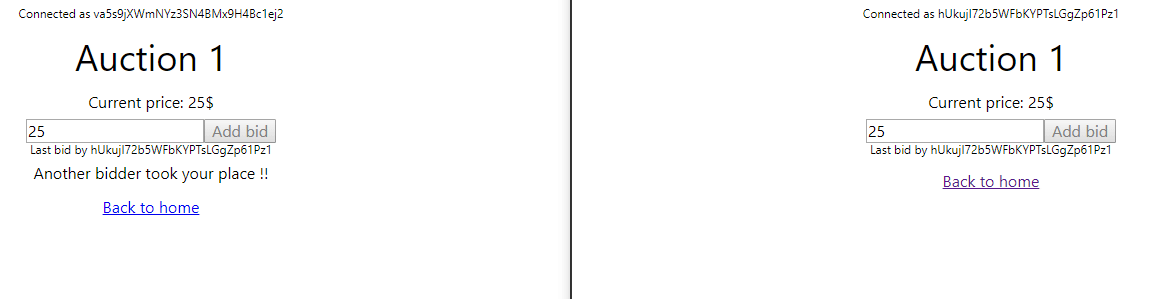 Connected as va5s9jXWmNYz3SN4BMx9H4Bc1ej2
Auction 1
Current price: 25$
25 Add bid
Last bid by hUkujI72b5WFbKYPTsLGgZp61Pz1
Another bidder took your place !!
Back to home
Connected as hUkujI72b5WFbKYPTsLGgZp61Pz1
Auction 1
Current price: 25$
25 Add bid
Last bid by hUkujI72b5WFbKYPTsLGgZp61Pz1
Back to home